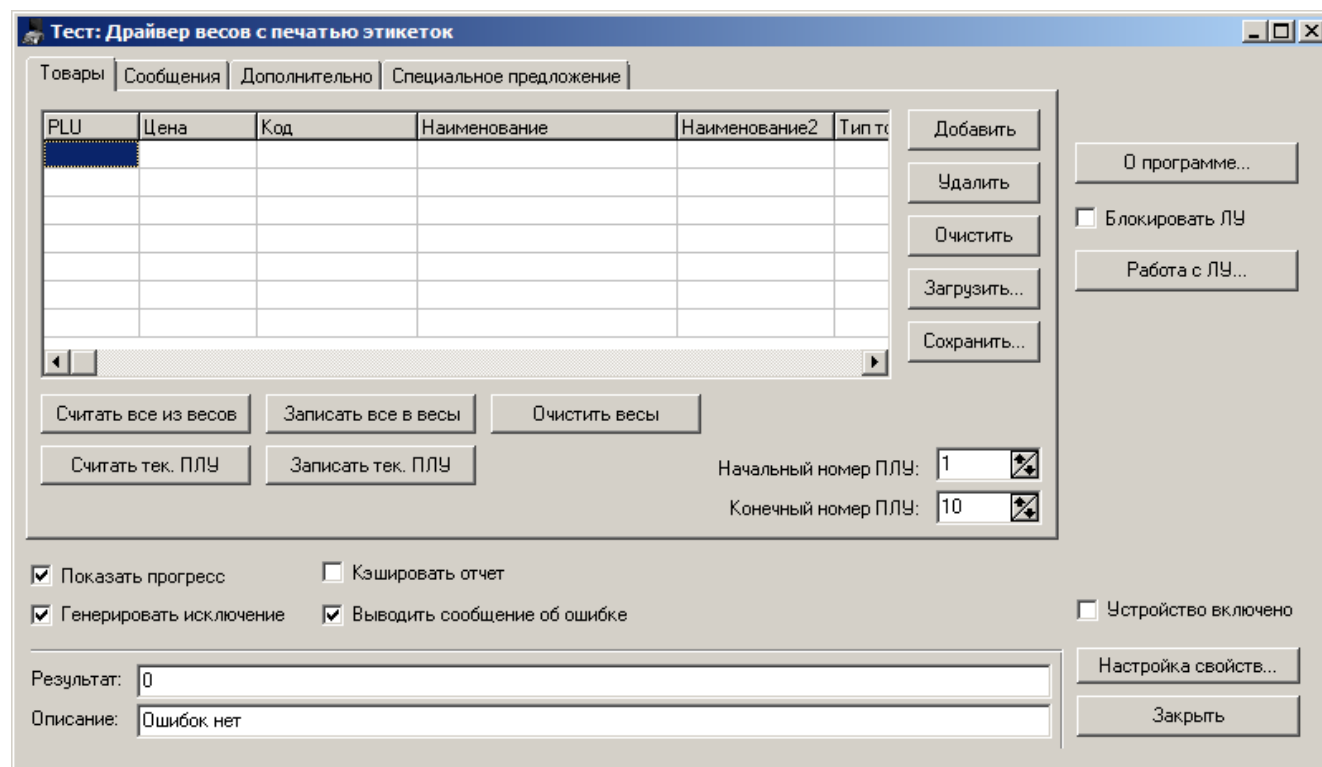 Тест: Драйвер весов с печатью этикеток
Товары Сообщения Дополнительно Специальное предложение
PLU Цена Код Наименование Наименование2 Тип то
Добавить
Удалить
Очистить
Загрузить...
Сохранить...
О программе...
Блокировать ЛУ
Работа с ЛУ...
Считать все из весов Записать все в весы Очистить весы
Считать тек. ПЛУ Записать тек. ПЛУ
Начальный номер ПЛУ: 1
Конечный номер ПЛУ: 10
Показать прогресс Кэшировать отчет
Генерировать исключение Выводить сообщение об ошибке
Устройство включено
Результат: 0
Описание: Ошибок нет
Настройка свойств...
Закрыть